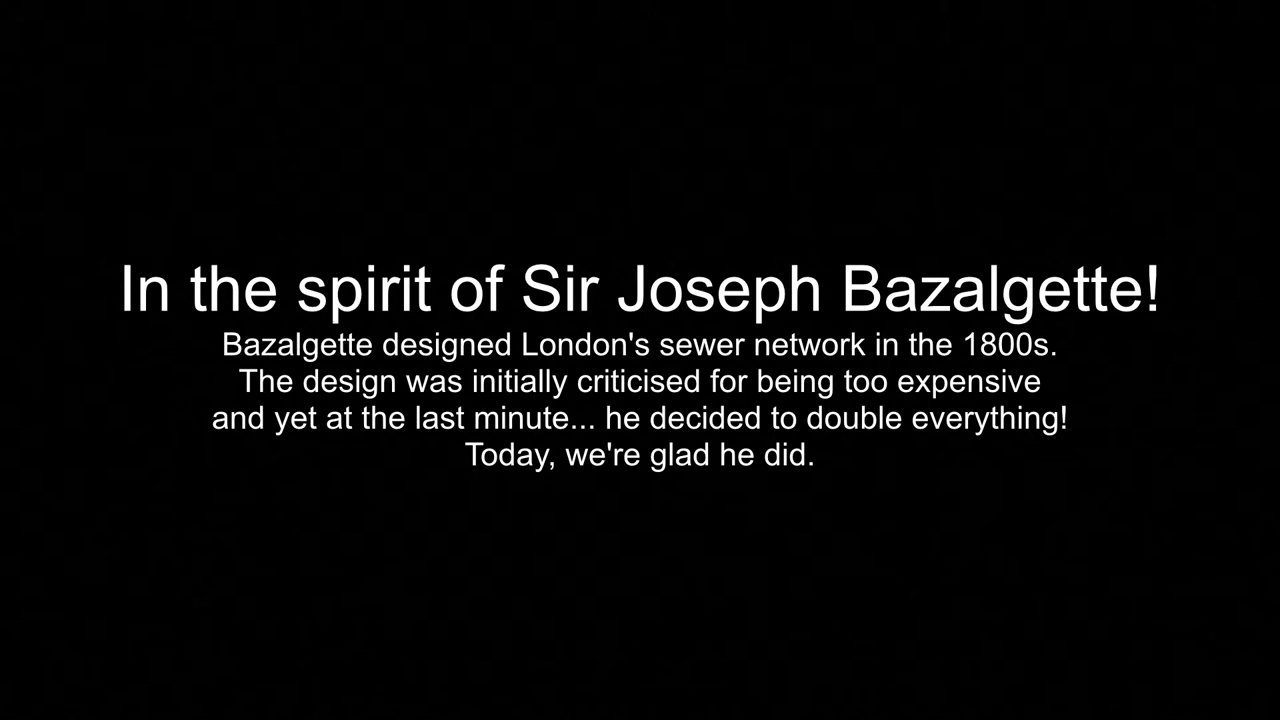 In the spirit of Sir Joseph Bazalgette!
Bazalgette designed London's sewer network in the 1800s.
The design was initially criticised for being too expensive
and yet at the last minute... he decided to double everything!
Today, we're glad he did.